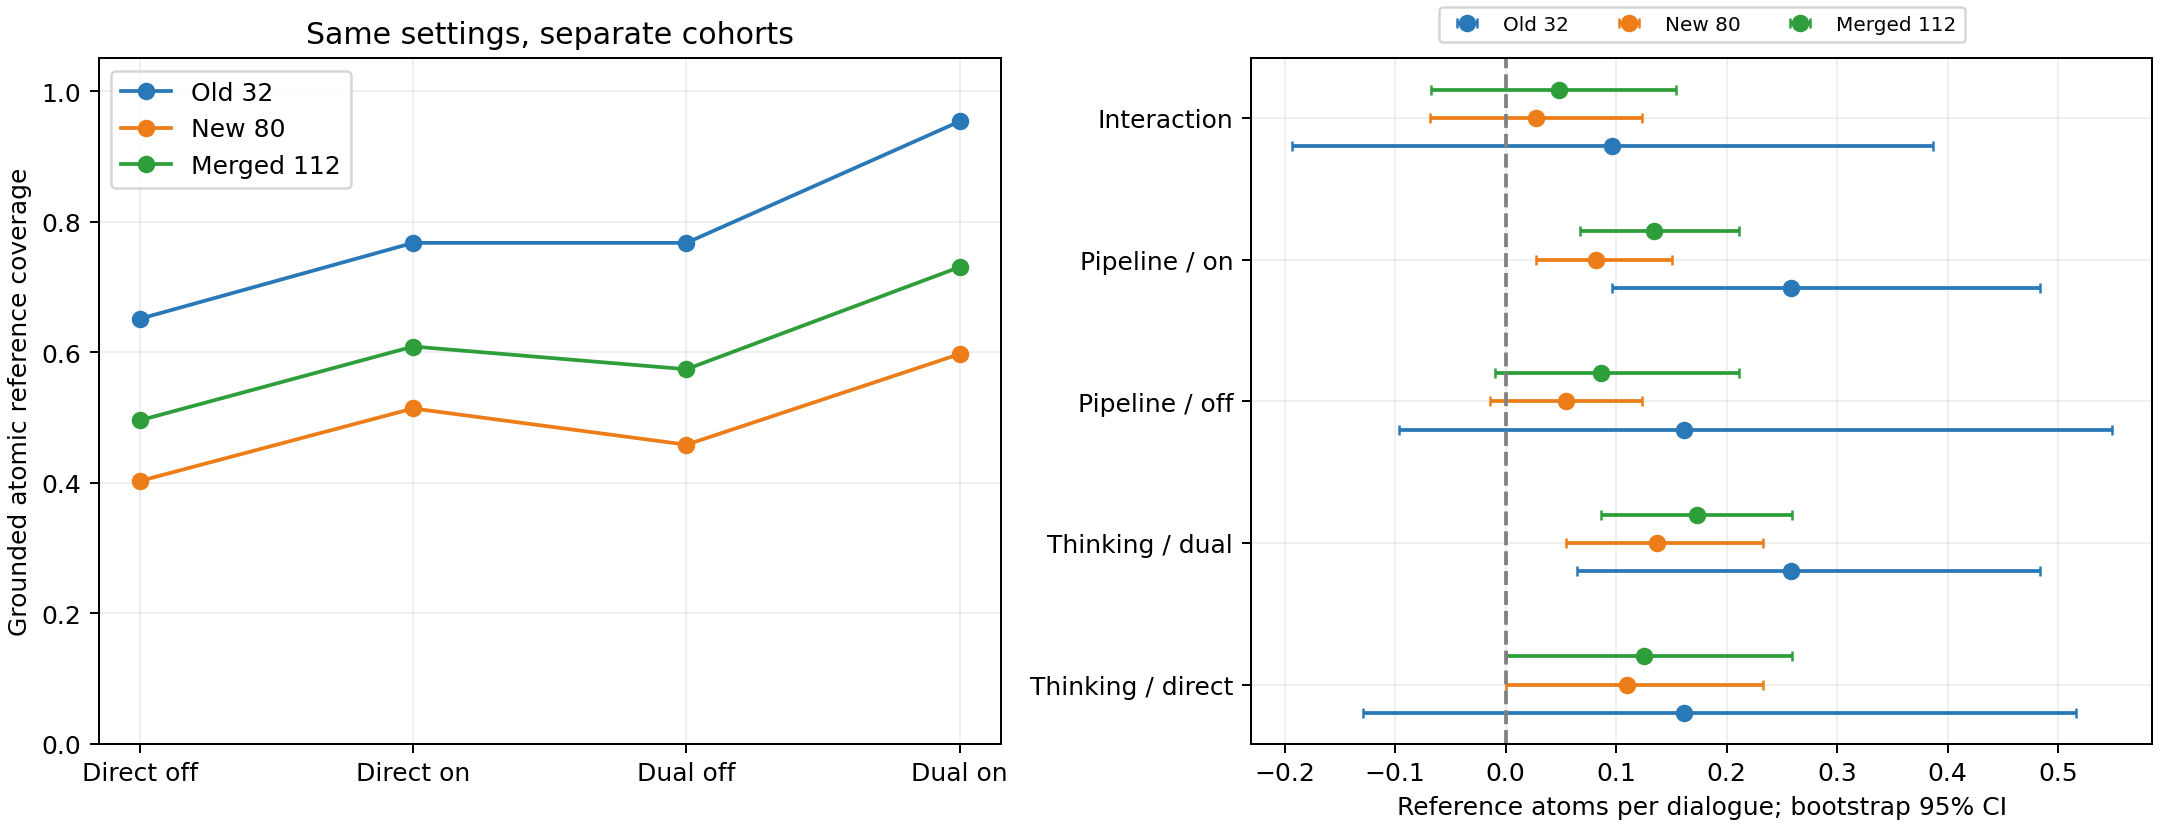 Same settings, separate cohorts
Old 32
New 80
Merged 112
Grounded atomic reference coverage
1.0
0.8
0.6
0.4
0.2
0.0
Direct off
Direct on
Dual off
Dual on
Old 32
New 80
Merged 112
Interaction
Pipeline / on
Pipeline / off
Thinking / dual
Thinking / direct
−0.2
−0.1
0.0
0.1
0.2
0.3
0.4
0.5
Reference atoms per dialogue; bootstrap 95% CI